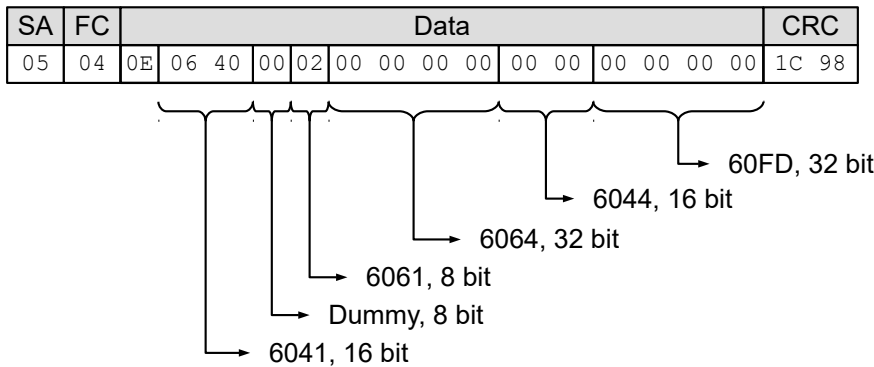 SA FC Data CRC
05 04 0E 06 40 00 02 00 00 00 00 00 00 00 00 00 00 1C 98
60FD, 32 bit
6044, 16 bit
6064, 32 bit
6061, 8 bit
Dummy, 8 bit
6041, 16 bit